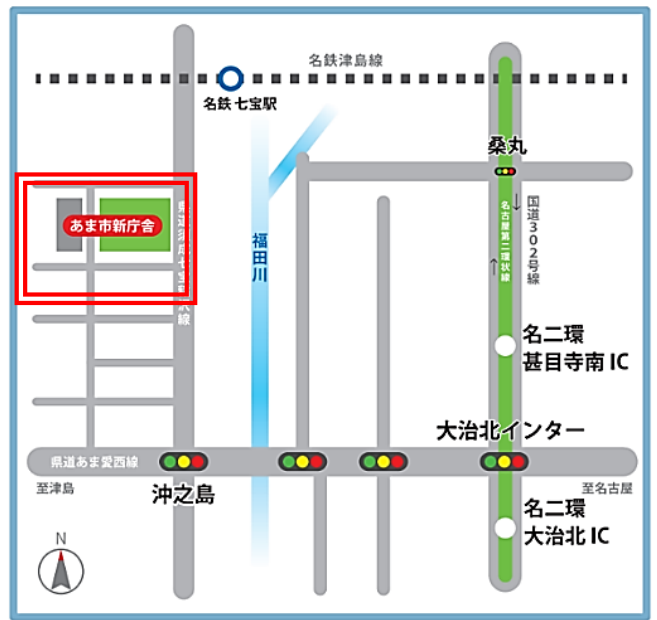 名鉄津島線
名鉄 七宝駅
桑丸
あま市新庁舎
福田川
名古屋第二環状線
国道302号線
名二環
甚目寺南 IC
大治北インター
県道あま愛西線
至津島
沖之島
至名古屋
名二環
大治北 IC
N